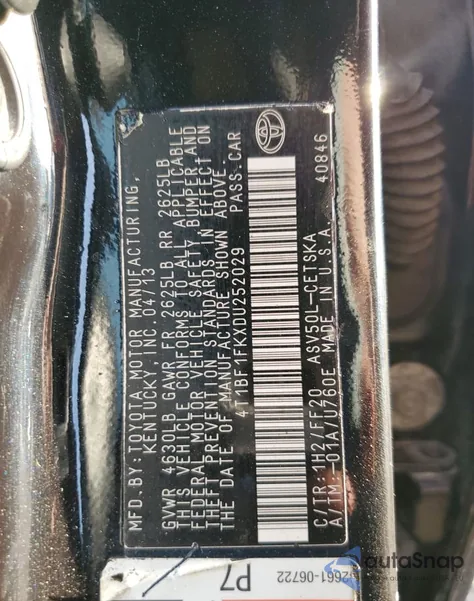 MFD. BY: TOYOTA MOTOR MANUFACTURING,
KENTUCKY, INC. 04/13
GVWR 4630LB GAWR FR 2625LB RR 2625LB
THIS VEHICLE CONFORMS TO ALL APPLICABLE
FEDERAL MOTOR VEHICLE SAFETY, BUMPER, AND
THEFT PREVENTION STANDARDS IN EFFECT ON
THE DATE OF MANUFACTURE SHOWN ABOVE.
4T1BF1FKXDU252029 PASS. CAR
C/TR: 1H2/FF20 ASV50L-CETSKA
A/TM: -01A/U760E MADE IN U.S.A. 40846
P7
2661-06722
autoSnap